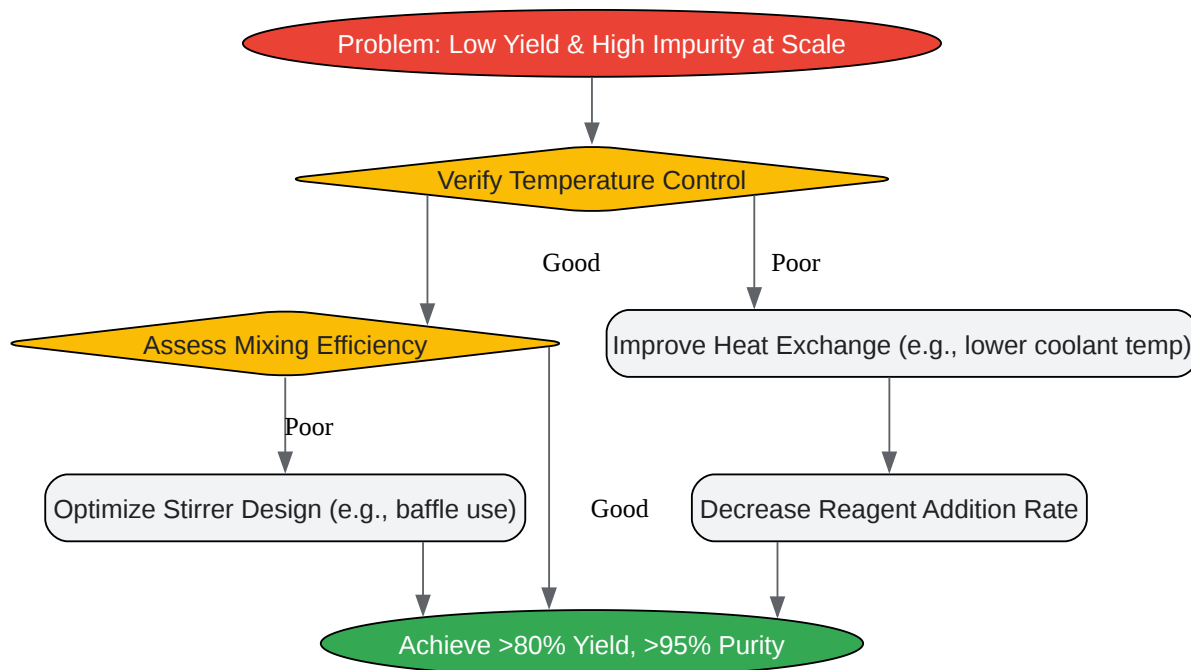 Problem: Low Yield & High Impurity at Scale
Verify Temperature Control
Good
Poor
Assess Mixing Efficiency
Improve Heat Exchange (e.g., lower coolant temp)
Poor
Optimize Stirrer Design (e.g., baffle use)
Good
Decrease Reagent Addition Rate
Achieve >80% Yield, >95% Purity